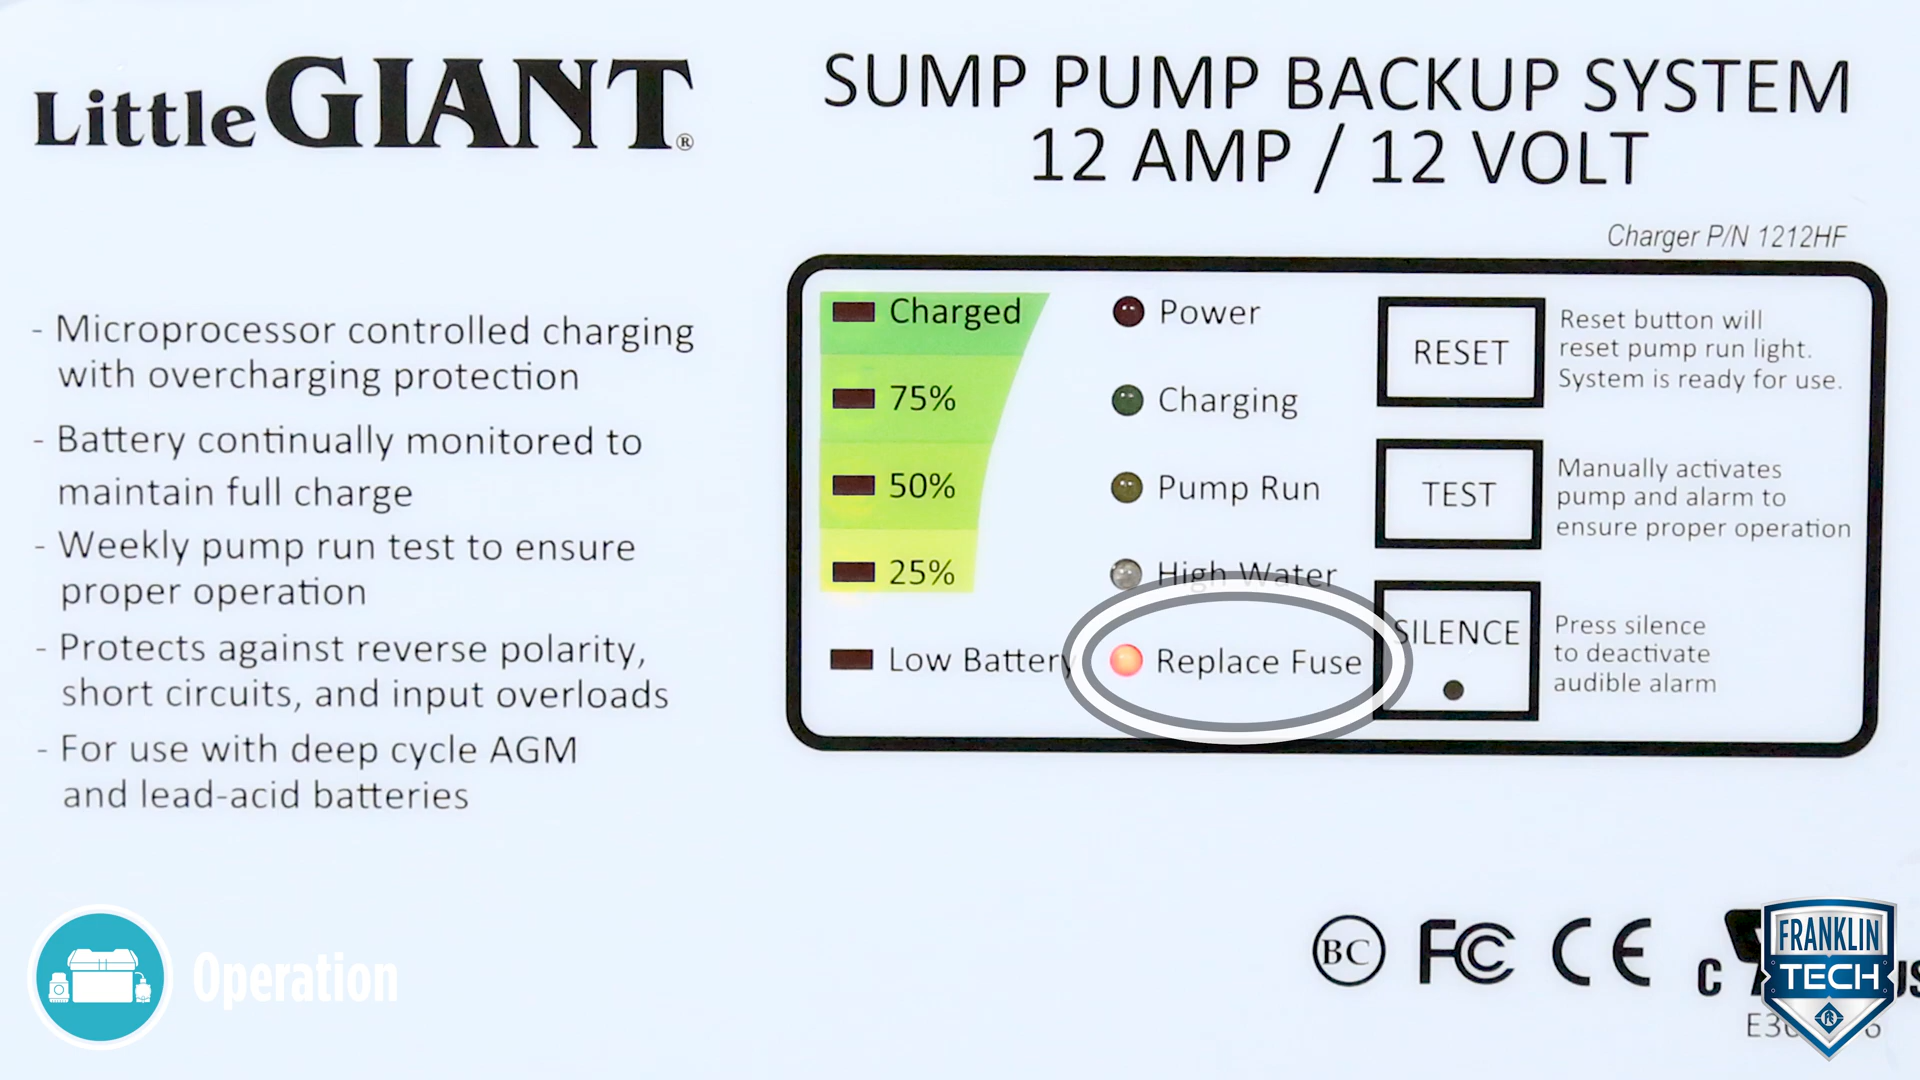 Little GIANT®
SUMP PUMP BACKUP SYSTEM
12 AMP / 12 VOLT
Charger P/N 1212HF
- Microprocessor controlled charging
with overcharging protection
- Battery continually monitored to
maintain full charge
- Weekly pump run test to ensure
proper operation
- Protects against reverse polarity,
short circuits, and input overloads
- For use with deep cycle AGM
and lead-acid batteries
Charged
75%
50%
25%
Low Battery
Power
Charging
Pump Run
High Water
Replace Fuse
RESET
Reset button will
reset pump run light.
System is ready for use.
TEST
Manually activates
pump and alarm to
ensure proper operation
SILENCE
Press silence
to deactivate
audible alarm
Operation
BC FC CE
FRANKLIN
TECH